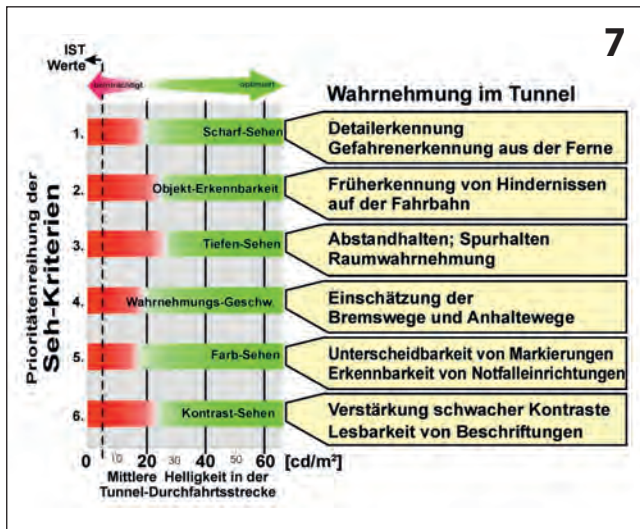 7
IST
Werte
beeinträchtigt
optimiert
Wahrnehmung im Tunnel
Prioritätenreihung der
Seh-Kriterien
1.
Scharf-Sehen
Detailerkennung
Gefahrenerkennung aus der Ferne
2.
Objekt-Erkennbarkeit
Früherkennung von Hindernissen
auf der Fahrbahn
3.
Tiefen-Sehen
Abstandhalten; Spurhalten
Raumwahrnehmung
4.
Wahrnehmungs-Geschw.
Einschätzung der
Bremswege und Anhaltewege
5.
Farb-Sehen
Unterscheidbarkeit von Markierungen
Erkennbarkeit von Notfalleinrichtungen
6.
Kontrast-Sehen
Verstärkung schwacher Kontraste
Lesbarkeit von Beschriftungen
0 10 20 30 40 50 60 [cd/m²]
Mittlere Helligkeit in der
Tunnel-Durchfahrtsstrecke